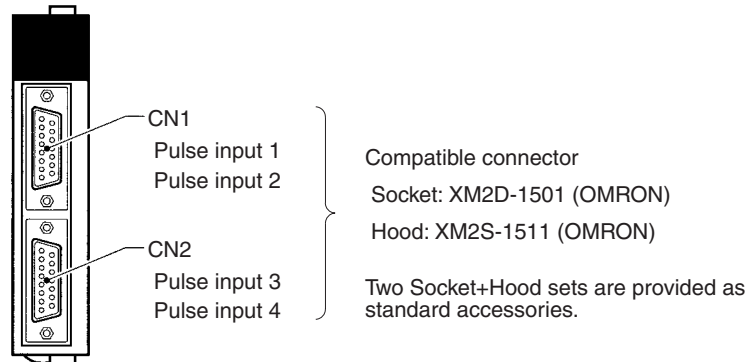 CN1
Pulse input 1
Pulse input 2
CN2
Pulse input 3
Pulse input 4
Compatible connector
Socket: XM2D-1501 (OMRON)
Hood: XM2S-1511 (OMRON)
Two Socket+Hood sets are provided as
standard accessories.